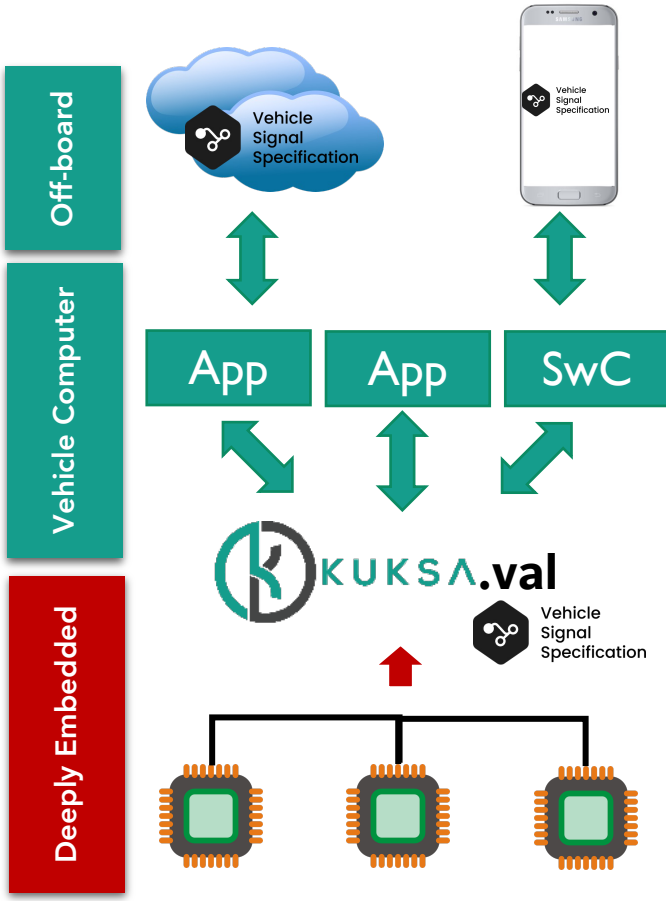 Off-board
Vehicle
Signal
Specification
SAMSUNG
Vehicle
Signal
Specification
Vehicle Computer
App
App
SwC
KUKSA.val
Vehicle
Signal
Specification
Deeply Embedded